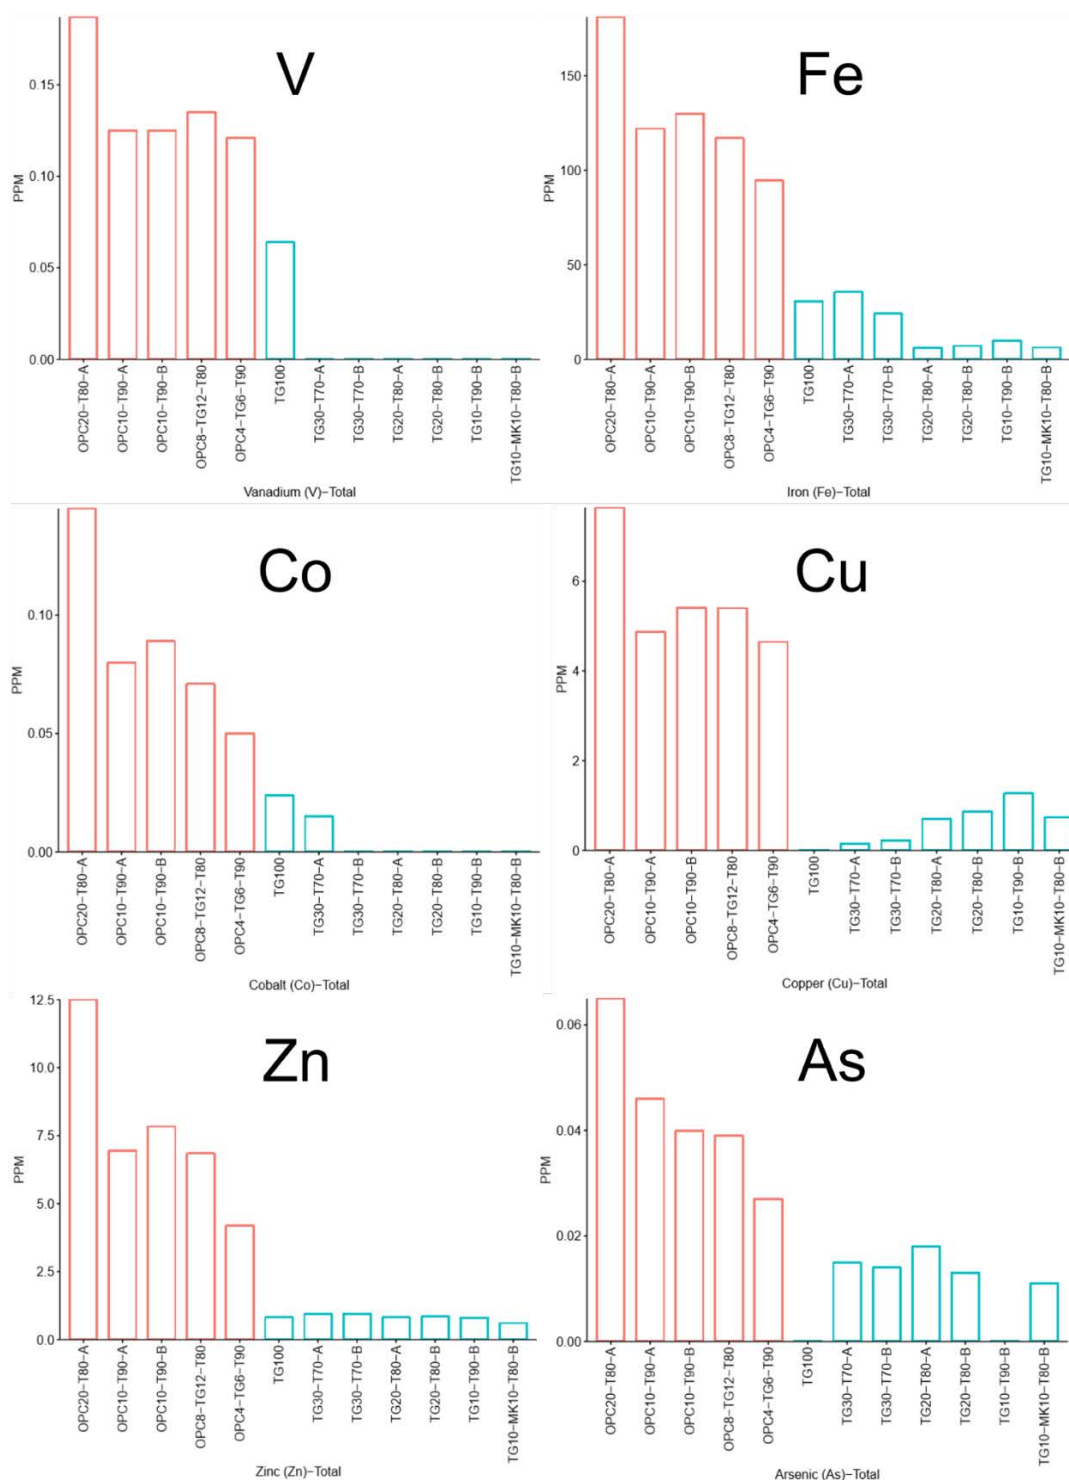 V
PPM
0.15
0.10
0.05
0.00
OPC20−T80−A
OPC10−T90−A
OPC10−T90−B
OPC8−TG12−T80
OPC4−TG6−T90
TG100
TG30−T70−A
TG30−T70−B
TG20−T80−A
TG20−T80−B
TG10−T90−B
TG10−MK10−T80−B
Vanadium (V)−Total
Fe
PPM
150
100
50
0
OPC20−T80−A
OPC10−T90−A
OPC10−T90−B
OPC8−TG12−T80
OPC4−TG6−T90
TG100
TG30−T70−A
TG30−T70−B
TG20−T80−A
TG20−T80−B
TG10−T90−B
TG10−MK10−T80−B
Iron (Fe)−Total
Co
PPM
0.10
0.05
0.00
OPC20−T80−A
OPC10−T90−A
OPC10−T90−B
OPC8−TG12−T80
OPC4−TG6−T90
TG100
TG30−T70−A
TG30−T70−B
TG20−T80−A
TG20−T80−B
TG10−T90−B
TG10−MK10−T80−B
Cobalt (Co)−Total
Cu
PPM
6
4
2
0
OPC20−T80−A
OPC10−T90−A
OPC10−T90−B
OPC8−TG12−T80
OPC4−TG6−T90
TG100
TG30−T70−A
TG30−T70−B
TG20−T80−A
TG20−T80−B
TG10−T90−B
TG10−MK10−T80−B
Copper (Cu)−Total
Zn
PPM
12.5
10.0
7.5
5.0
2.5
0.0
OPC20−T80−A
OPC10−T90−A
OPC10−T90−B
OPC8−TG12−T80
OPC4−TG6−T90
TG100
TG30−T70−A
TG30−T70−B
TG20−T80−A
TG20−T80−B
TG10−T90−B
TG10−MK10−T80−B
Zinc (Zn)−Total
As
PPM
0.06
0.04
0.02
0.00
OPC20−T80−A
OPC10−T90−A
OPC10−T90−B
OPC8−TG12−T80
OPC4−TG6−T90
TG100
TG30−T70−A
TG30−T70−B
TG20−T80−A
TG20−T80−B
TG10−T90−B
TG10−MK10−T80−B
Arsenic (As)−Total